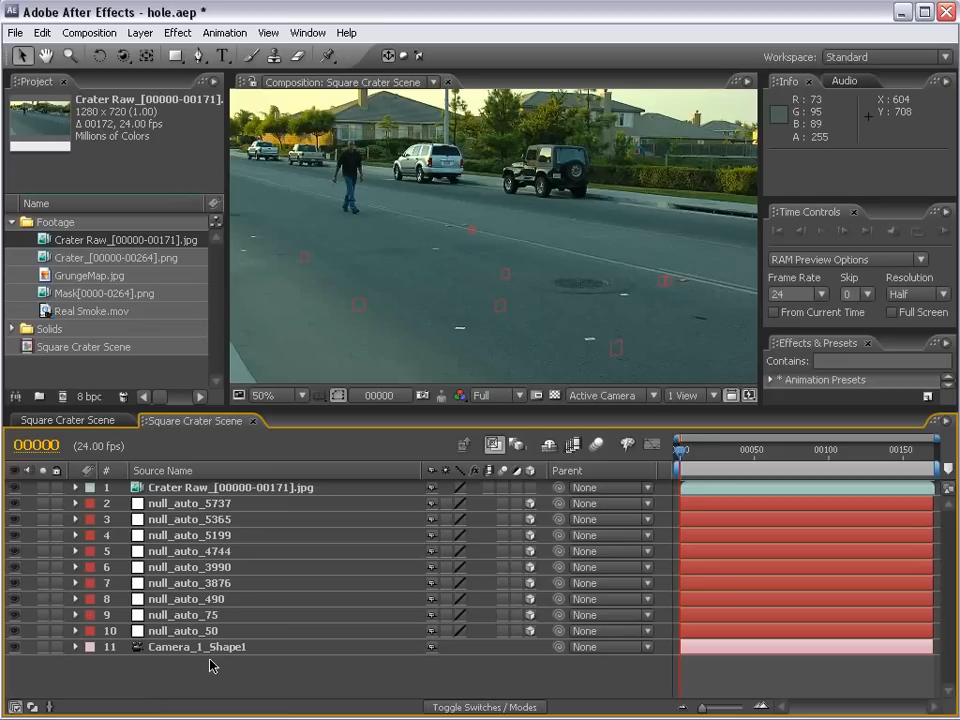 Adobe After Effects - hole.aep *
File Edit Composition Layer Effect Animation View Window Help
Workspace: Standard
Project
Crater Raw_[00000-00171].
1280 x 720 (1.00)
Δ 00172, 24.00 fps
Millions of Colors
Name
Footage
Crater Raw_[00000-00171].jpg
Crater_[00000-00264].png
GrungeMap.jpg
Mask[0000-0264].png
Real Smoke.mov
Solids
Square Crater Scene
8 bpc
Composition: Square Crater Scene
50% 00000 Full Active Camera 1 View
Info Audio
R: 73 X: 604
G: 95 Y: 708
B: 89
A: 255
Time Controls
RAM Preview Options
Frame Rate Skip Resolution
24 0 Half
From Current Time Full Screen
Effects & Presets
Contains:
* Animation Presets
Square Crater Scene Square Crater Scene
00000 (24.00 fps)
00050 00100 00150
# Source Name Parent
1 Crater Raw_[00000-00171].jpg None
2 null_auto_5737 None
3 null_auto_5365 None
4 null_auto_5199 None
5 null_auto_4744 None
6 null_auto_3990 None
7 null_auto_3876 None
8 null_auto_490 None
9 null_auto_75 None
10 null_auto_50 None
11 Camera_1_Shape1 None
Toggle Switches / Modes